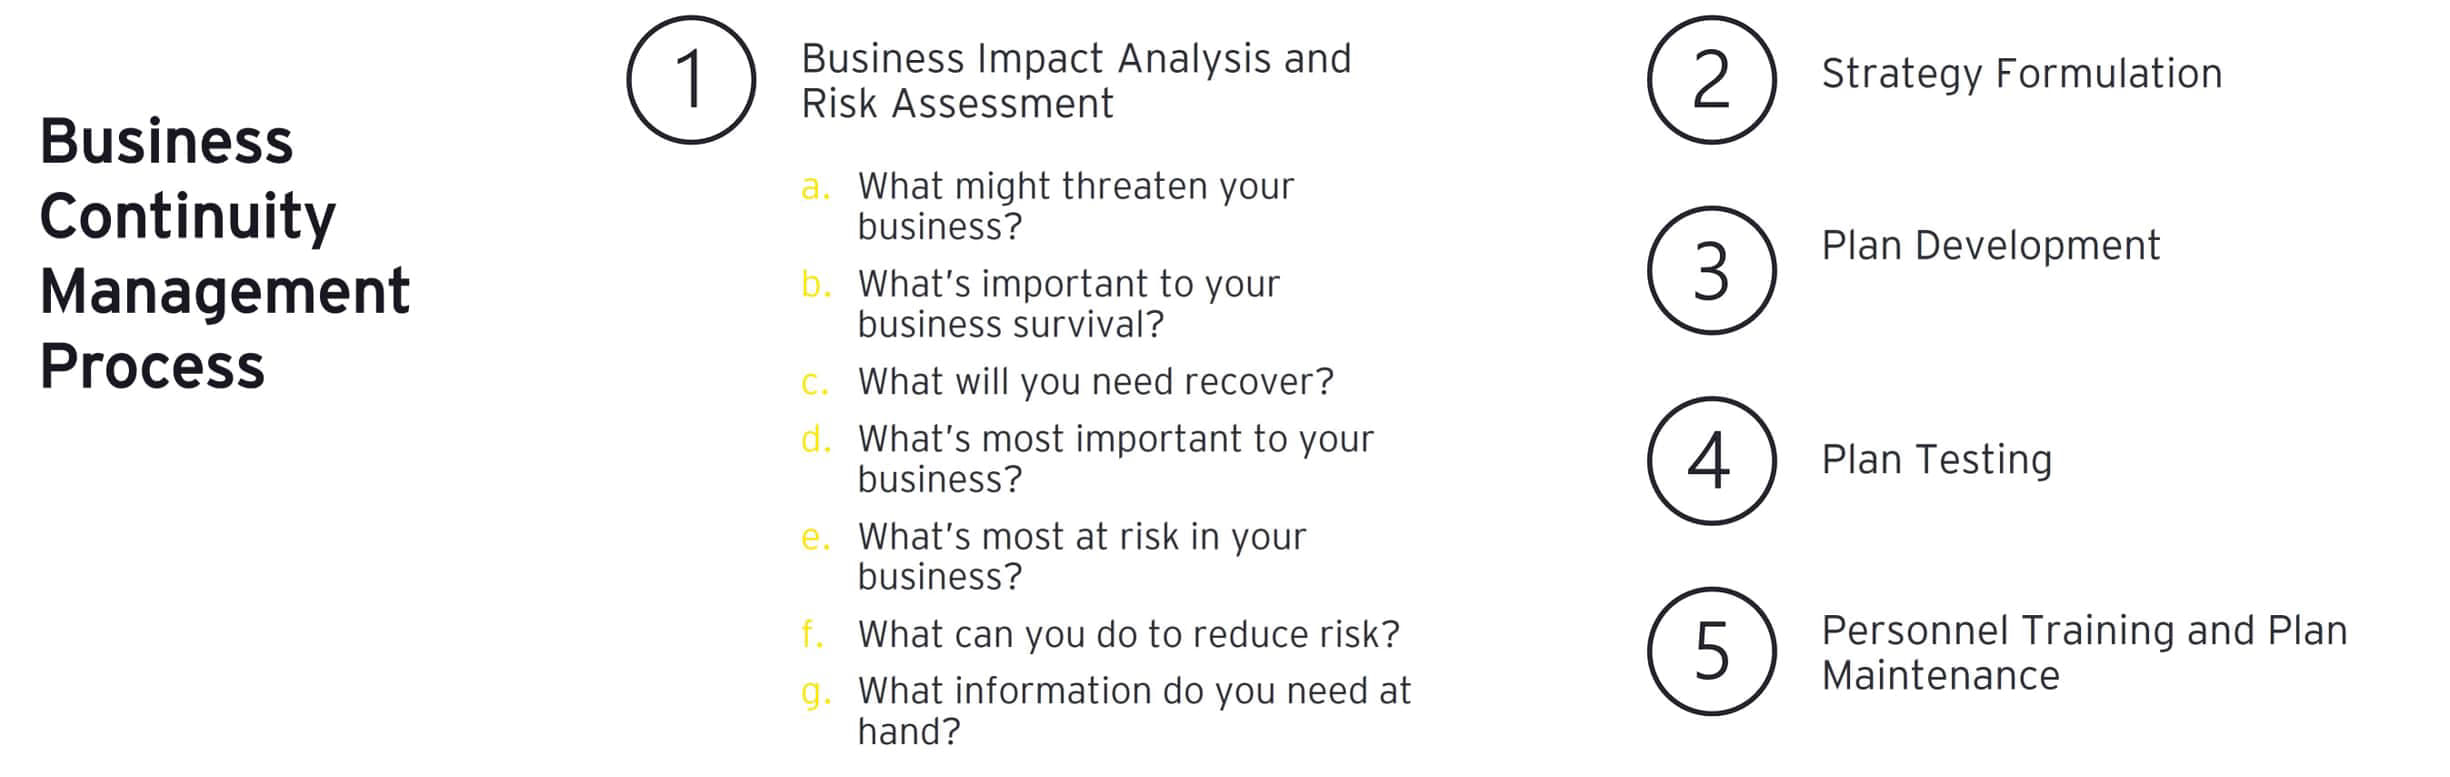 Business
Continuity
Management
Process
1
Business Impact Analysis and
Risk Assessment
a. What might threaten your
business?
b. What's important to your
business survival?
c. What will you need recover?
d. What's most important to your
business?
e. What's most at risk in your
business?
f. What can you do to reduce risk?
g. What information do you need at
hand?
2
Strategy Formulation
3
Plan Development
4
Plan Testing
5
Personnel Training and Plan
Maintenance